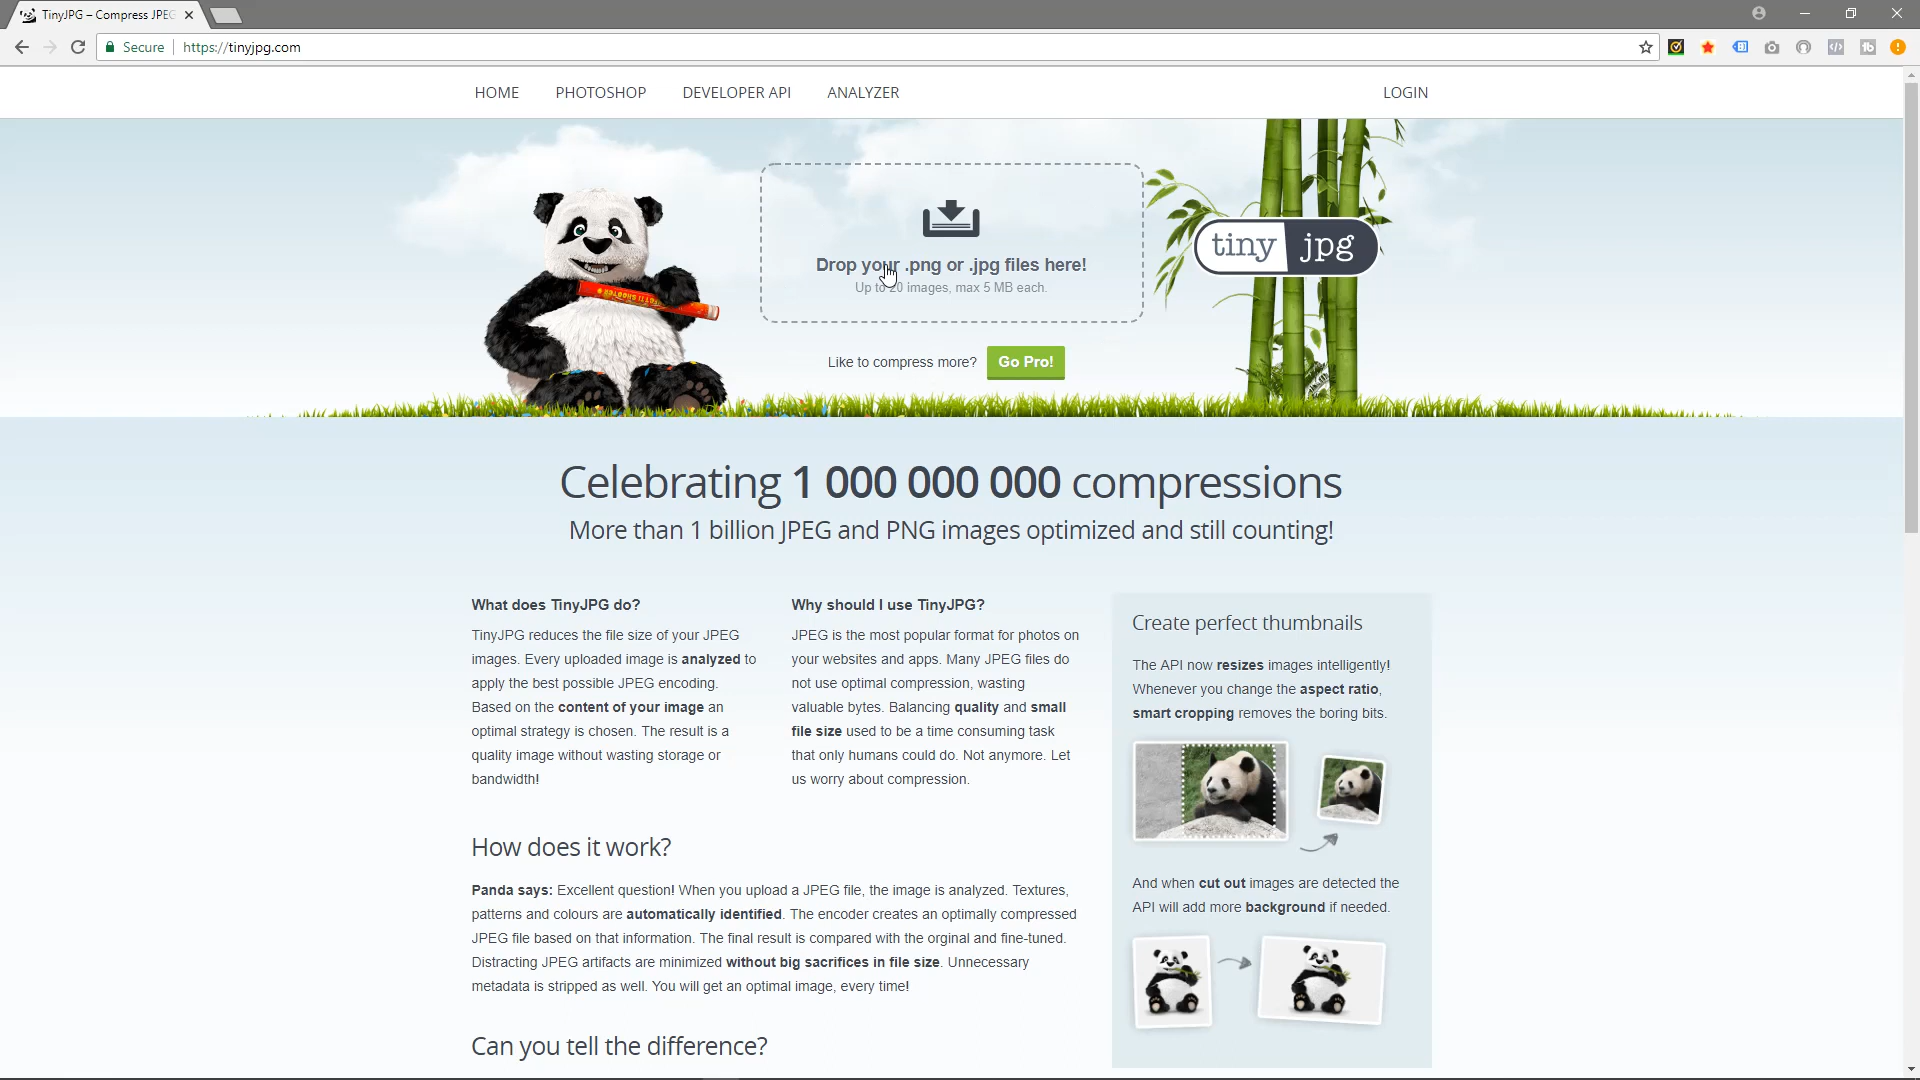 TinyJPG – Compress JPEG
Secure
https://tinyjpg.com
HOME
PHOTOSHOP
DEVELOPER API
ANALYZER
LOGIN
Drop your .png or .jpg files here!
Up to 20 images, max 5 MB each.
tiny jpg
Like to compress more?
Go Pro!
Celebrating 1 000 000 000 compressions
More than 1 billion JPEG and PNG images optimized and still counting!
What does TinyJPG do?
TinyJPG reduces the file size of your JPEG
images. Every uploaded image is analyzed to
apply the best possible JPEG encoding.
Based on the content of your image an
optimal strategy is chosen. The result is a
quality image without wasting storage or
bandwidth!
Why should I use TinyJPG?
JPEG is the most popular format for photos on
your websites and apps. Many JPEG files do
not use optimal compression, wasting
valuable bytes. Balancing quality and small
file size used to be a time consuming task
that only humans could do. Not anymore. Let
us worry about compression.
Create perfect thumbnails
The API now resizes images intelligently!
Whenever you change the aspect ratio,
smart cropping removes the boring bits.
And when cut out images are detected the
API will add more background if needed.
How does it work?
Panda says: Excellent question! When you upload a JPEG file, the image is analyzed. Textures,
patterns and colours are automatically identified. The encoder creates an optimally compressed
JPEG file based on that information. The final result is compared with the orginal and fine-tuned.
Distracting JPEG artifacts are minimized without big sacrifices in file size. Unnecessary
metadata is stripped as well. You will get an optimal image, every time!
Can you tell the difference?